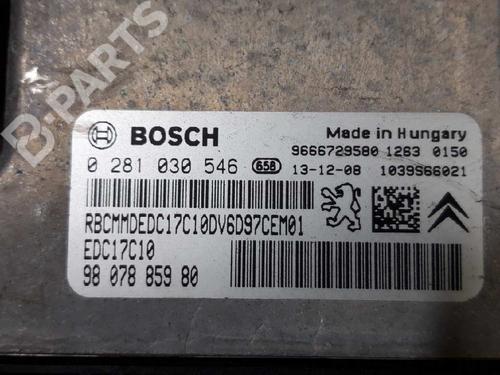 B-PARTS
BOSCH
Made in Hungary
9666729580 1263 0150
0 281 030 546 658 13-12-08 1039S66021
RBCMMDEDC17C10DV6D97CEM01
EDC17C10
98 078 859 80